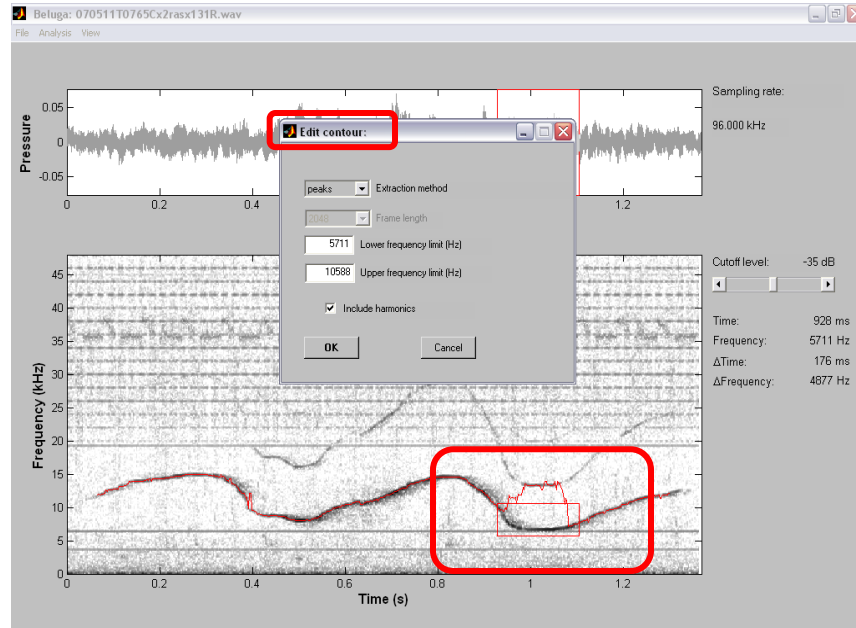 Beluga: 070511T0765Cx2rasx131R.wav
File Analysis View
Sampling rate:
96.000 kHz
Pressure
0.05
0
-0.05
0 0.2 0.4 1.2
Edit contour:
peaks Extraction method
2048 Frame length
5711 Lower frequency limit (Hz)
10588 Upper frequency limit (Hz)
Include harmonics
OK Cancel
Cutoff level: -35 dB
Time: 928 ms
Frequency: 5711 Hz
ΔTime: 176 ms
ΔFrequency: 4877 Hz
Frequency (kHz)
45
40
35
30
25
20
15
10
5
0
0 0.2 0.4 0.6 0.8 1 1.2
Time (s)